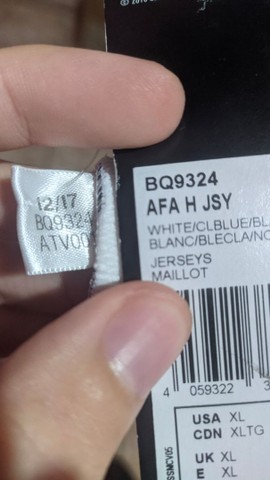 12/17
BQ9324
ATV00
BQ9324
AFA H JSY
WHITE/CLBLUE/BL
BLANC/BLECLA/NO
JERSEYS
MAILLOT
4 059322 3
USA XL
CDN XLTG
UK XL
E XL
SSMCV05